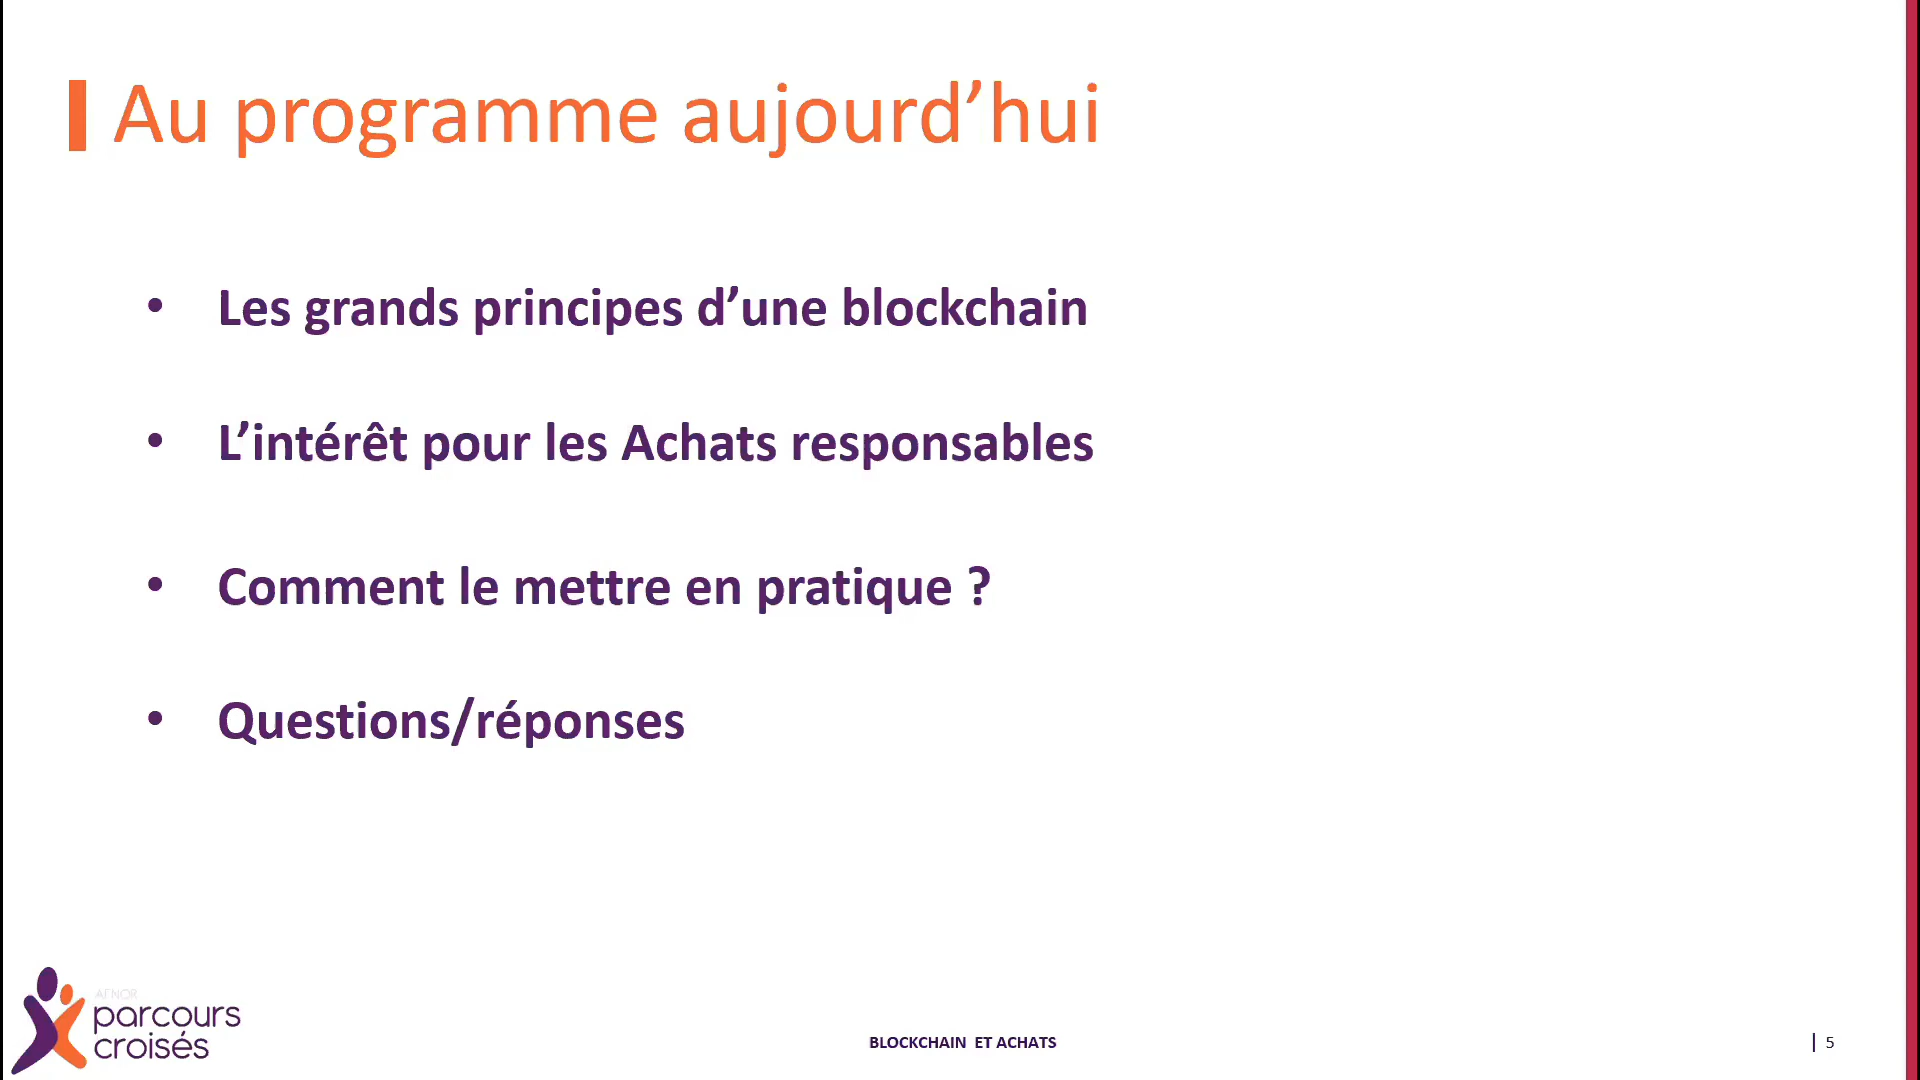 Au programme aujourd’hui
• Les grands principes d’une blockchain
• L’intérêt pour les Achats responsables
• Comment le mettre en pratique ?
• Questions/réponses
AFNOR
parcours
croisés
BLOCKCHAIN ET ACHATS
| 5